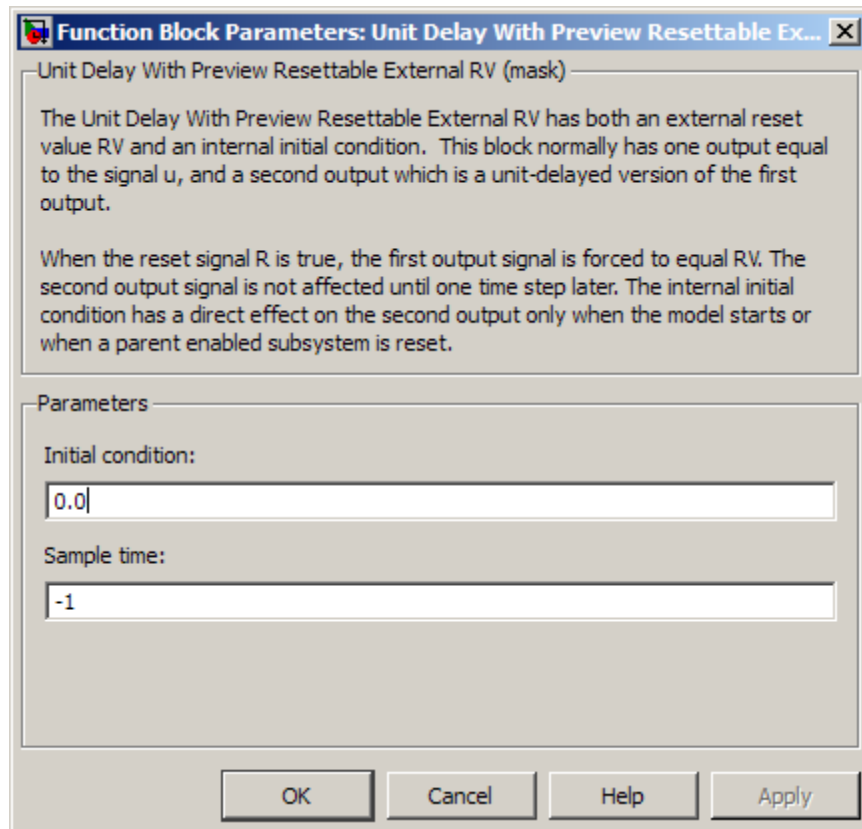 Function Block Parameters: Unit Delay With Preview Resettable Ex...
Unit Delay With Preview Resettable External RV (mask)
The Unit Delay With Preview Resettable External RV has both an external reset
value RV and an internal initial condition.  This block normally has one output equal
to the signal u, and a second output which is a unit-delayed version of the first
output.
When the reset signal R is true, the first output signal is forced to equal RV. The
second output signal is not affected until one time step later. The internal initial
condition has a direct effect on the second output only when the model starts or
when a parent enabled subsystem is reset.
Parameters
Initial condition:
0.0
Sample time:
-1
OK Cancel Help Apply